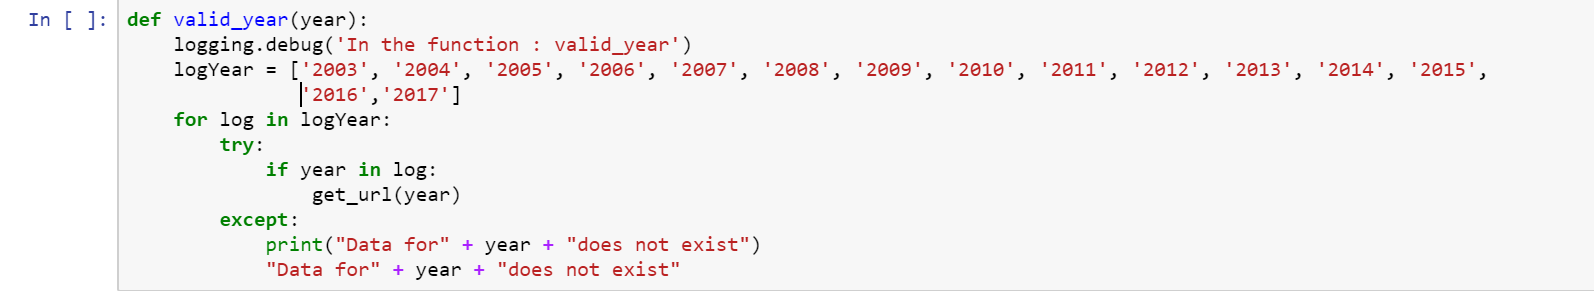 In [ ]: def valid_year(year):
    logging.debug('In the function : valid_year')
    logYear = ['2003', '2004', '2005', '2006', '2007', '2008', '2009', '2010', '2011', '2012', '2013', '2014', '2015',
               '2016','2017']
    for log in logYear:
        try:
            if year in log:
                get_url(year)
        except:
            print("Data for" + year + "does not exist")
            "Data for" + year + "does not exist"